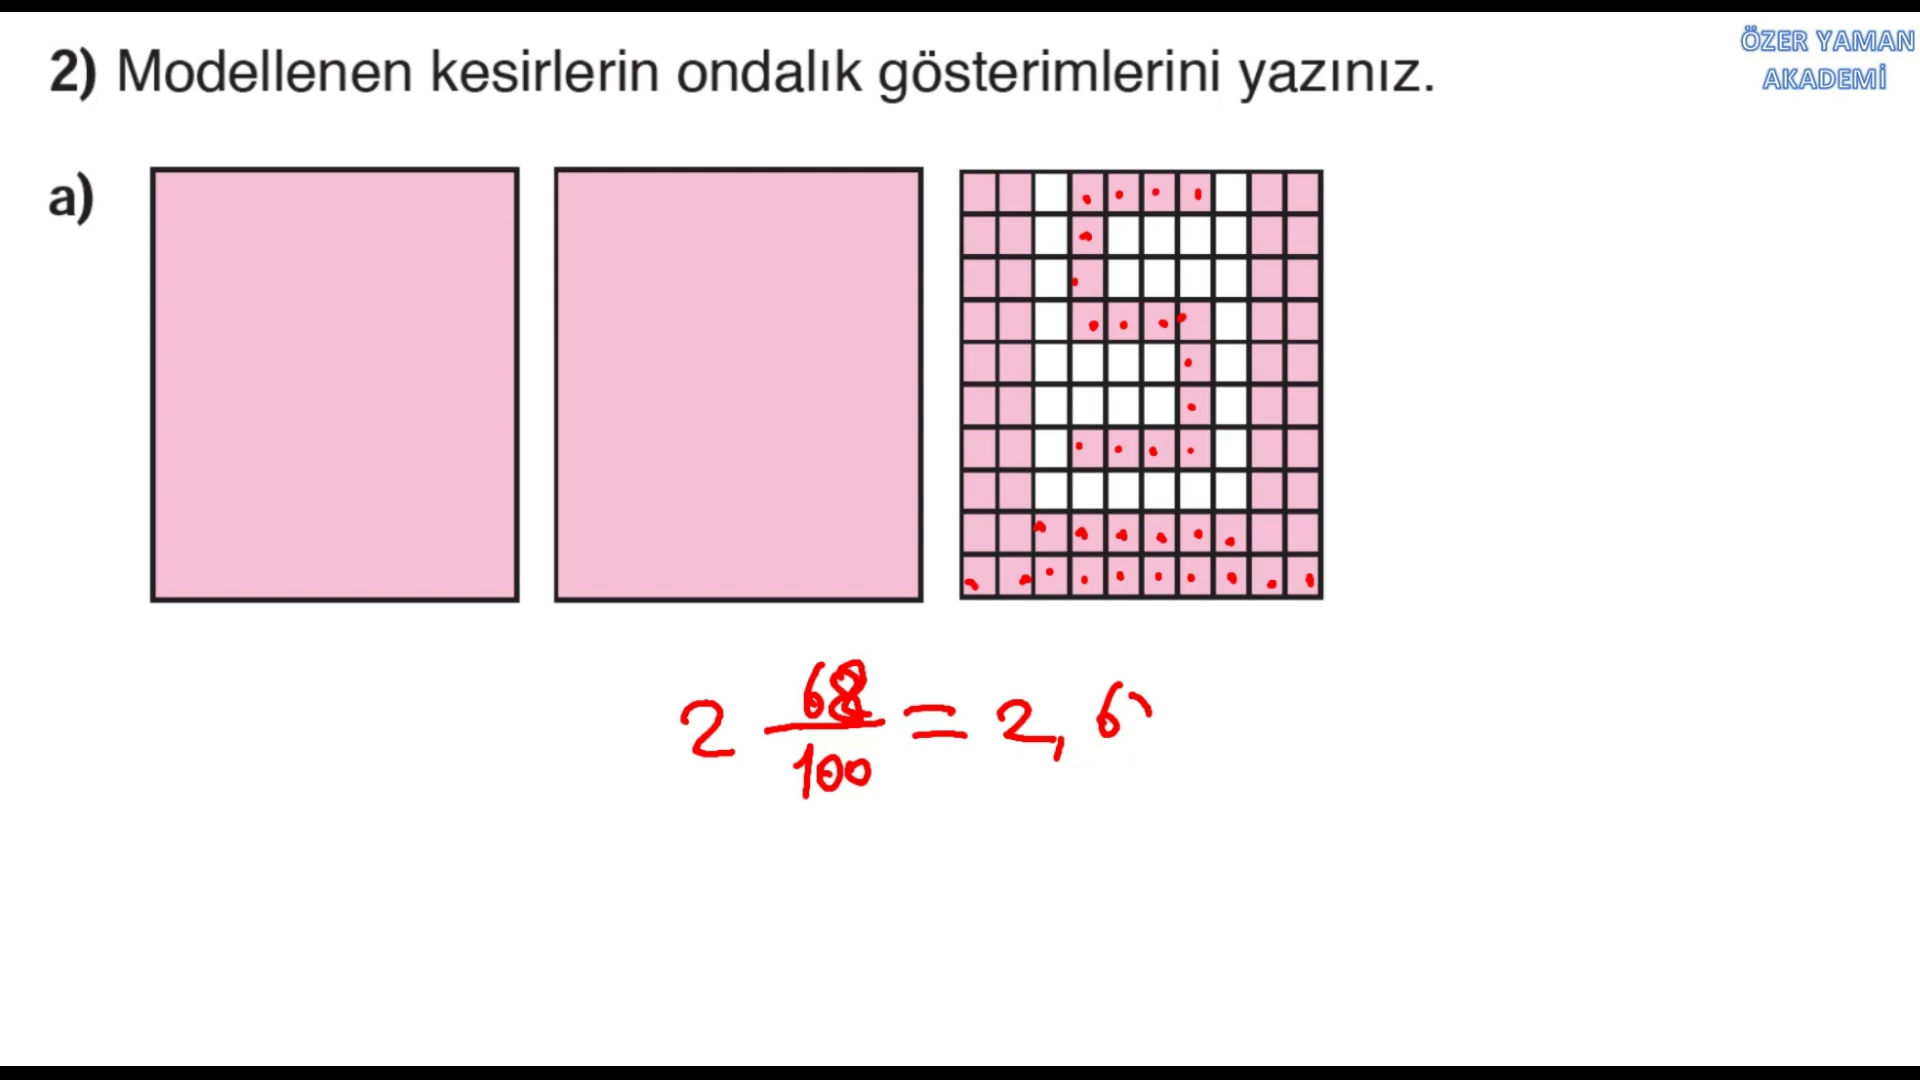 2) Modellenen kesirlerin ondalık gösterimlerini yazınız.
ÖZER YAMAN
AKADEMİ
a)
2 68/100 = 2, 6